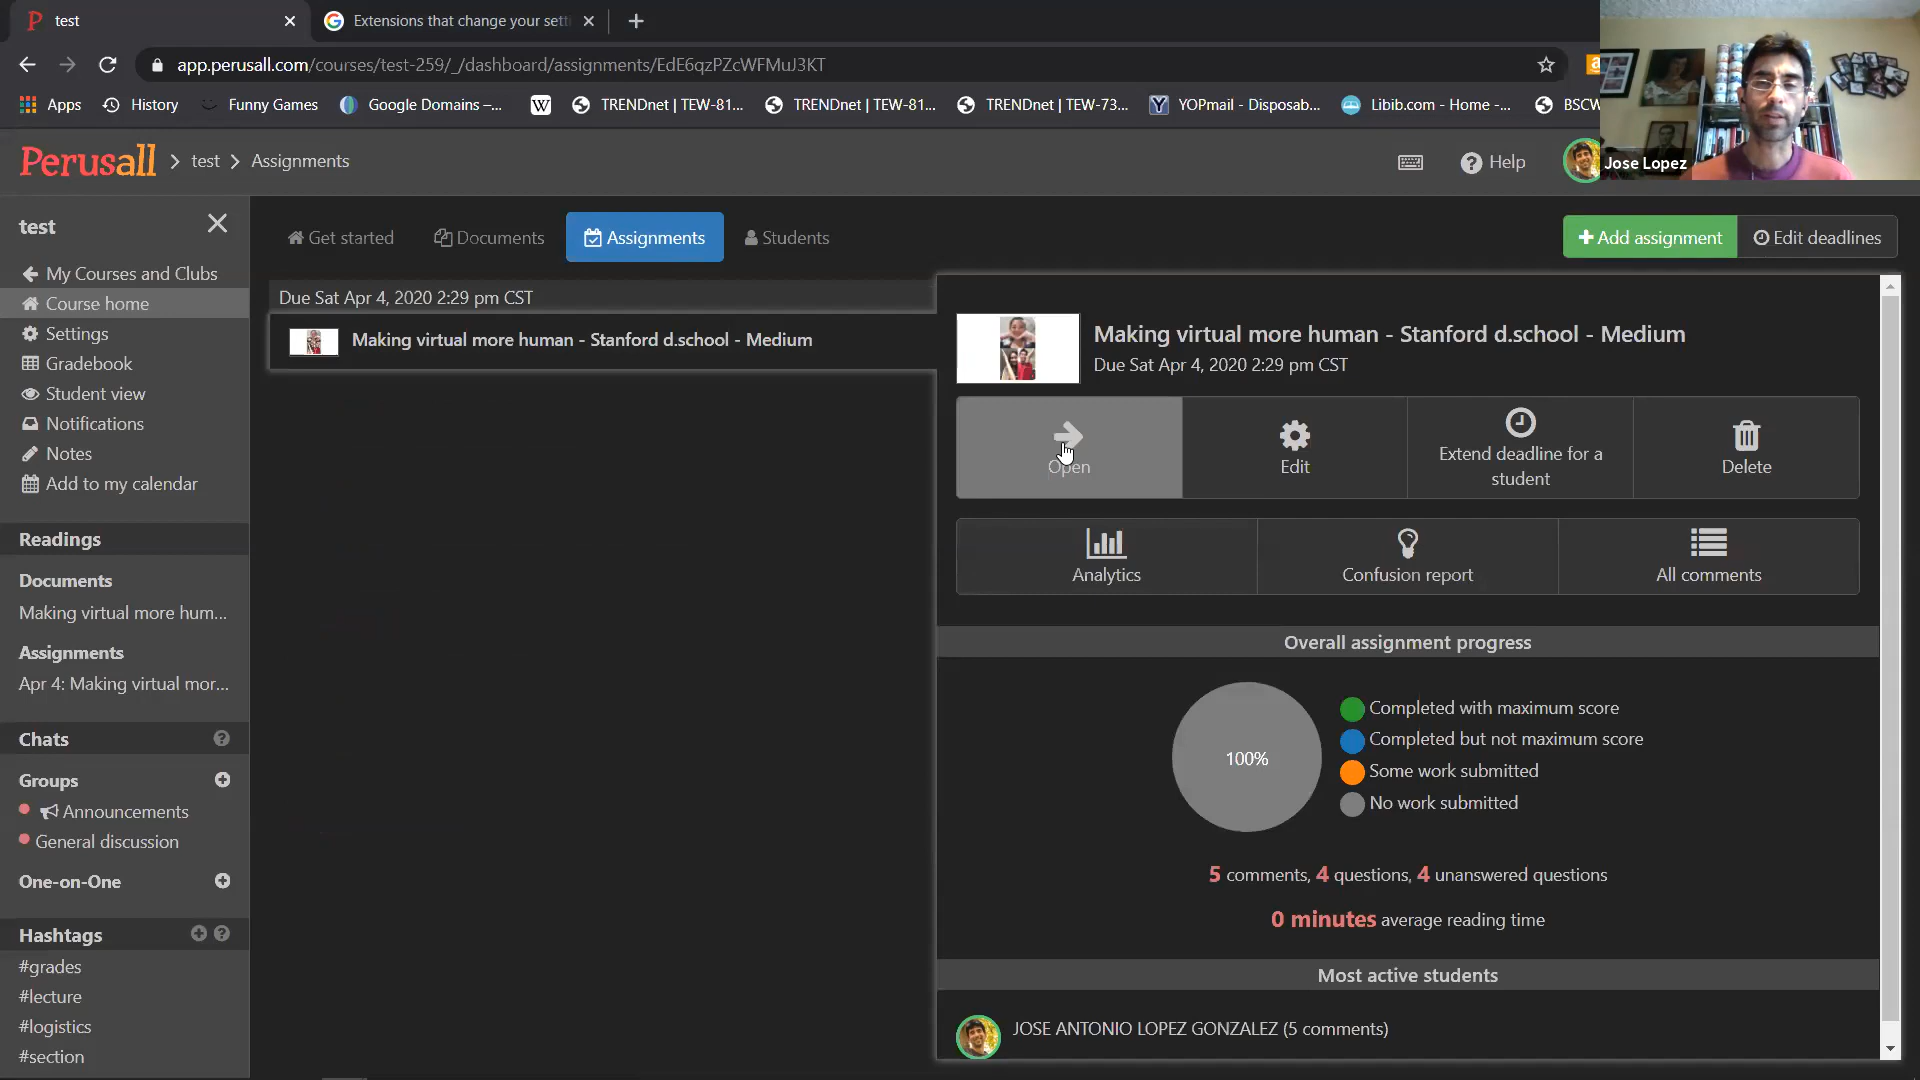 test
Extensions that change your sett
app.perusall.com/courses/test-259/_/dashboard/assignments/EdE6qzPZcWFMuJ3KT
Apps
History
Funny Games
Google Domains –...
W
TRENDnet | TEW-81...
TRENDnet | TEW-81...
TRENDnet | TEW-73...
YOPmail - Disposab...
Libib.com - Home -...
BSCW
Jose Lopez
Perusall
test
Assignments
Help
test
My Courses and Clubs
Course home
Settings
Gradebook
Student view
Notifications
Notes
Add to my calendar
Readings
Documents
Making virtual more hum...
Assignments
Apr 4: Making virtual mor...
Chats
Groups
Announcements
General discussion
One-on-One
Hashtags
#grades
#lecture
#logistics
#section
Get started
Documents
Assignments
Students
Add assignment
Edit deadlines
Due Sat Apr 4, 2020 2:29 pm CST
Making virtual more human - Stanford d.school - Medium
Making virtual more human - Stanford d.school - Medium
Due Sat Apr 4, 2020 2:29 pm CST
Open
Edit
Extend deadline for a
student
Delete
Analytics
Confusion report
All comments
Overall assignment progress
100%
Completed with maximum score
Completed but not maximum score
Some work submitted
No work submitted
5 comments, 4 questions, 4 unanswered questions
0 minutes average reading time
Most active students
JOSE ANTONIO LOPEZ GONZALEZ (5 comments)